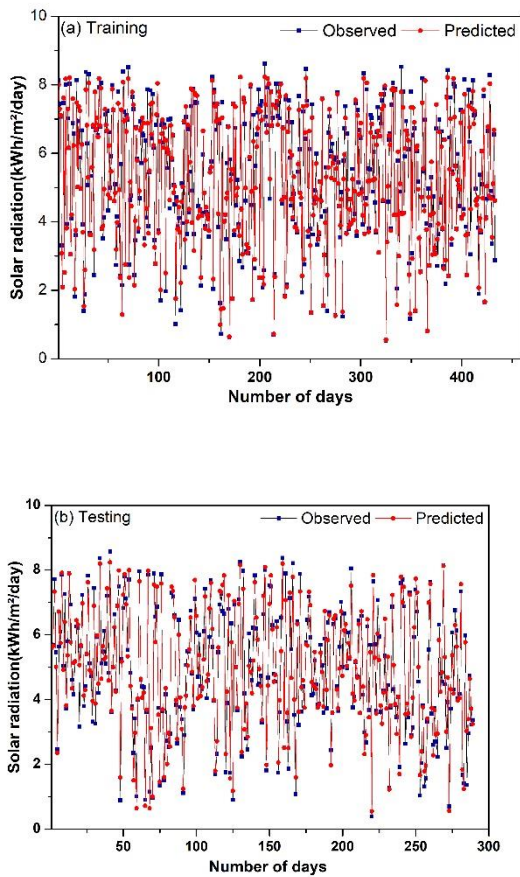 (a) Training
Observed
Predicted
10
8
6
4
2
0
Solar radiation(kWh/m²/day)
100
200
300
400
Number of days
(b) Testing
Observed
Predicted
10
8
6
4
2
0
Solar radiation(kWh/m²/day)
50
100
150
200
250
300
Number of days